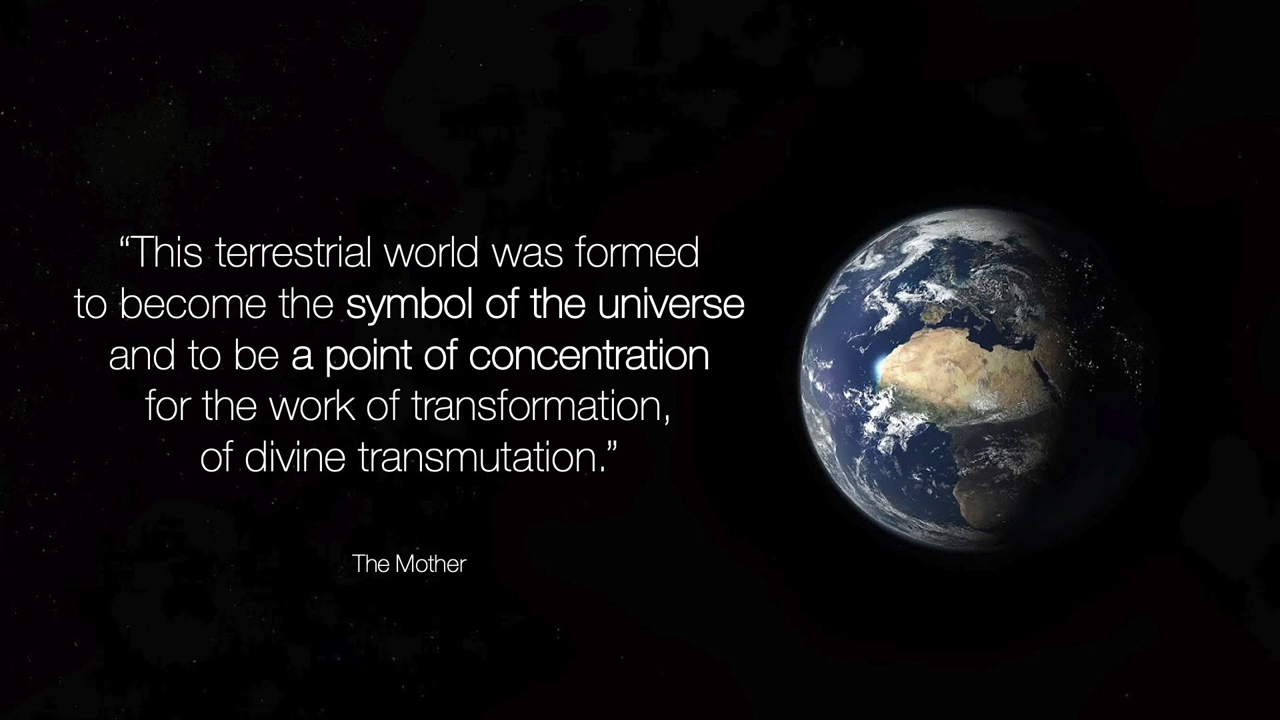 “This terrestrial world was formed
to become the symbol of the universe
and to be a point of concentration
for the work of transformation,
of divine transmutation.”
The Mother